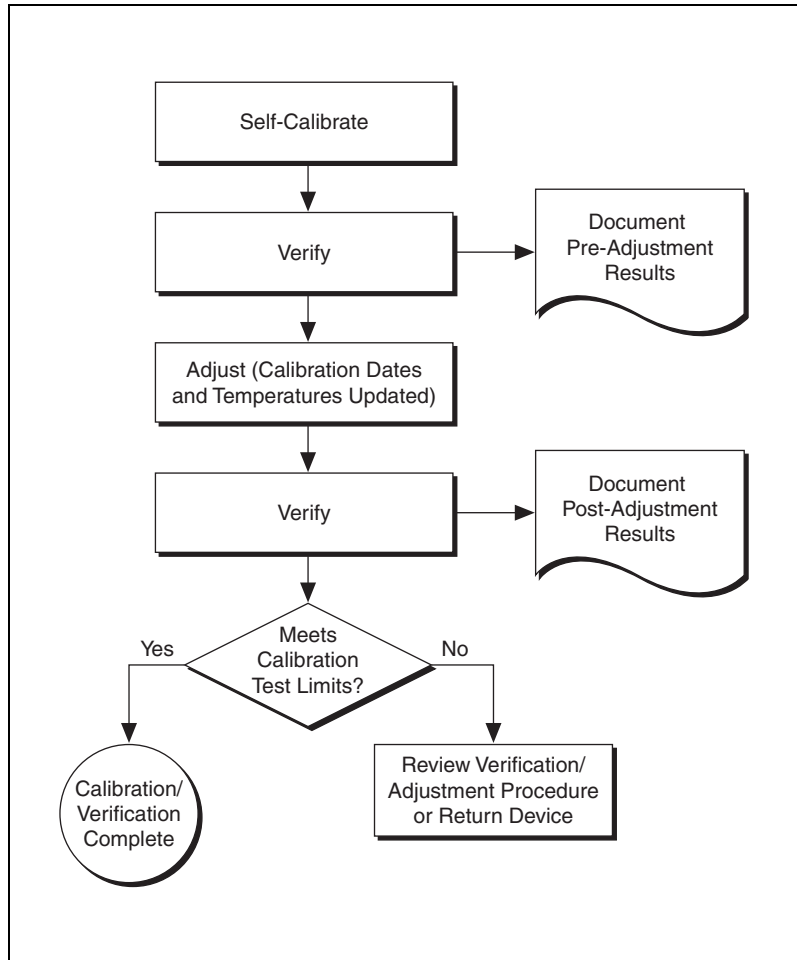 Self-Calibrate
Verify
Document
Pre-Adjustment
Results
Adjust (Calibration Dates
and Temperatures Updated)
Verify
Document
Post-Adjustment
Results
Meets
Calibration
Test Limits?
Yes
No
Calibration/
Verification
Complete
Review Verification/
Adjustment Procedure
or Return Device